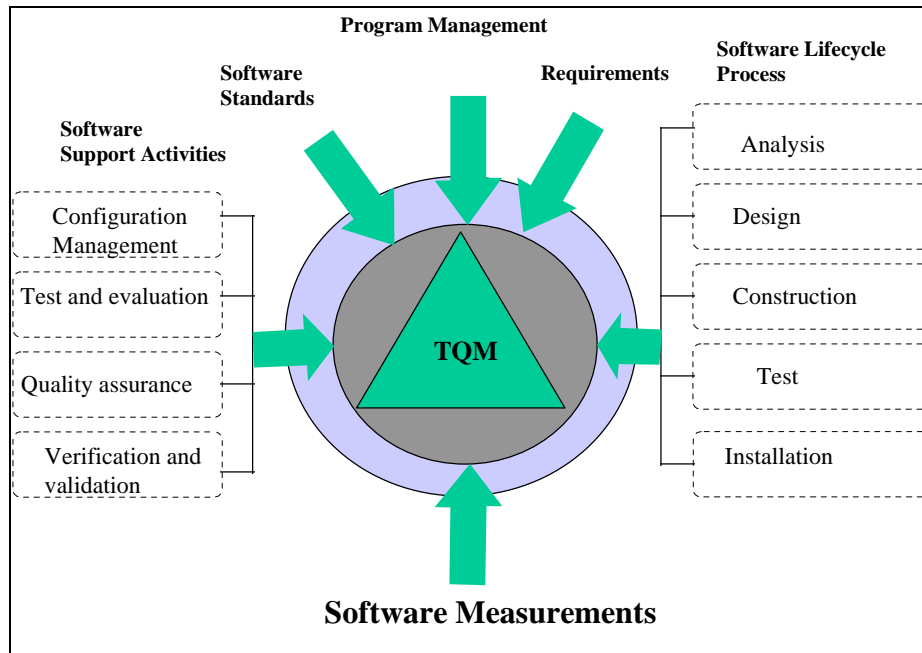 Program Management
Software
Standards
Requirements
Software Lifecycle
Process
Software
Support Activities
Configuration
Management
Test and evaluation
Quality assurance
Verification and
validation
TQM
Analysis
Design
Construction
Test
Installation
Software Measurements